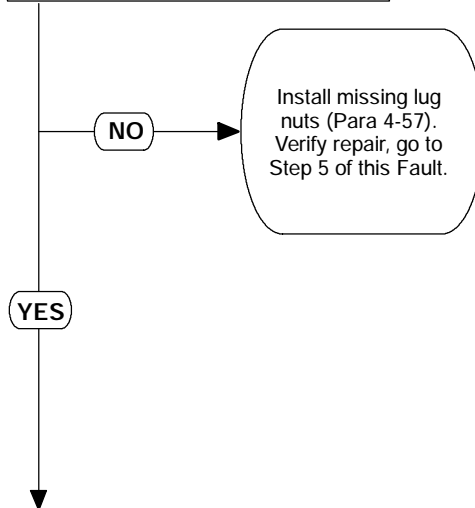 Install missing lug
nuts (Para 4-57).
Verify repair, go to
Step 5 of this Fault.
NO
YES